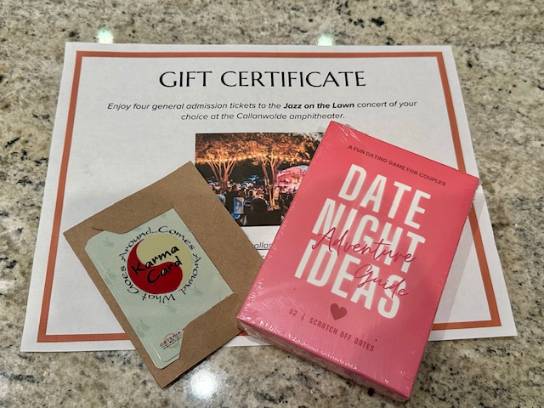 GIFT CERTIFICATE
Enjoy four general admission tickets to the Jazz on the Lawn concert of your
choice at the Callanwolde amphitheater.
What Goes Around Comes Around
Karma
Card
A FUN DATING GAME FOR COUPLES
DATE
NIGHT
Adventure
IDEAS
Guide
52 | SCRATCH OFF DATES